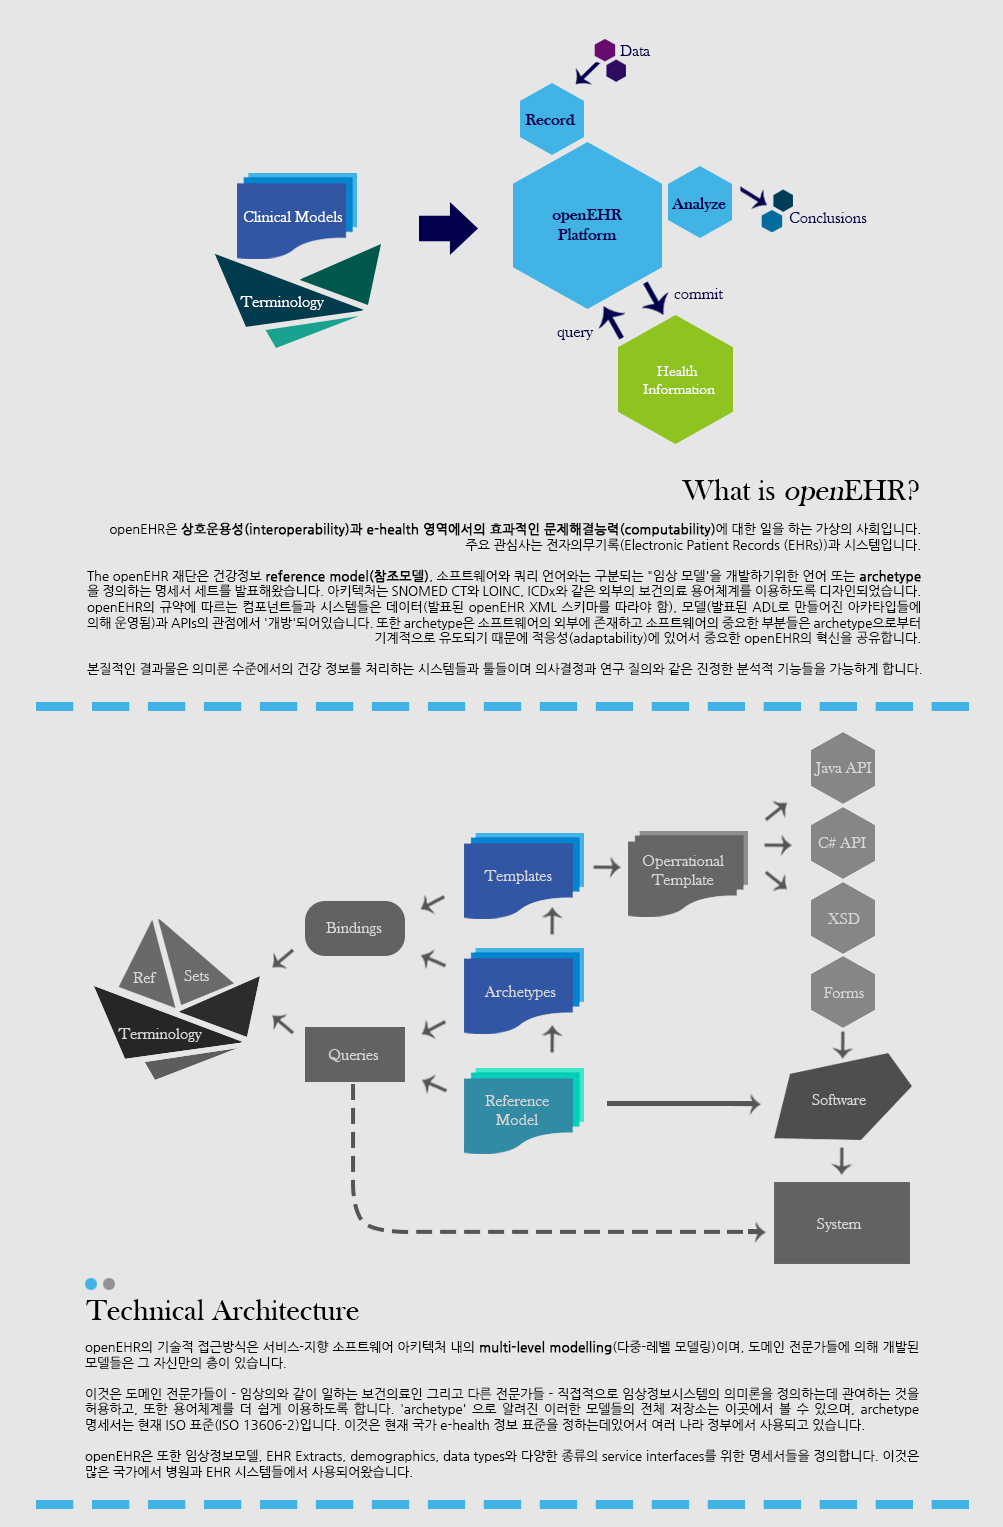 Data
Record
Clinical Models
Analyze
openEHR
Platform
Conclusions
Terminology
commit
query
Health
Information
What is openEHR?
openEHR은 상호운용성(interoperability)과 e-health 영역에서의 효과적인 문제해결능력(computability)에 대한 일을 하는 가상의 사회입니다.
주요 관심사는 전자의무기록(Electronic Patient Records (EHRs))과 시스템입니다.
The openEHR 재단은 건강정보 reference model(참조모델), 소프트웨어와 쿼리 언어와는 구분되는 "임상 모델'을 개발하기위한 언어 또는 archetype
을 정의하는 명세서 세트를 발표해왔습니다. 아키텍처는 SNOMED CT와 LOINC, ICDx와 같은 외부의 보건의료 용어체계를 이용하도록 디자인되었습니다.
openEHR의 규약에 따르는 컴포넌트들과 시스템들은 데이터(발표된 openEHR XML 스키마를 따라야 함), 모델(발표된 ADL로 만들어진 아카타입들에
의해 운영됨)과 APIs의 관점에서 '개방'되어있습니다. 또한 archetype은 소프트웨어의 외부에 존재하고 소프트웨어의 중요한 부분들은 archetype으로부터
기계적으로 유도되기 때문에 적응성(adaptability)에 있어서 중요한 openEHR의 혁신을 공유합니다.
본질적인 결과물은 의미론 수준에서의 건강 정보를 처리하는 시스템들과 툴들이며 의사결정과 연구 질의와 같은 진정한 분석적 기능들을 가능하게 합니다.
Java API
C# API
Templates
Operrational
Template
XSD
Bindings
Ref
Sets
Archetypes
Forms
Terminology
Queries
Reference
Model
Software
System
Technical Architecture
openEHR의 기술적 접근방식은 서비스-지향 소프트웨어 아키텍처 내의 multi-level modelling(다중-레벨 모델링)이며, 도메인 전문가들에 의해 개발된
모델들은 그 자신만의 층이 있습니다.
이것은 도메인 전문가들이 - 임상의와 같이 일하는 보건의료인 그리고 다른 전문가들 - 직접적으로 임상정보시스템의 의미론을 정의하는데 관여하는 것을
허용하고, 또한 용어체계를 더 쉽게 이용하도록 합니다. 'archetype' 으로 알려진 이러한 모델들의 전체 저장소는 이곳에서 볼 수 있으며, archetype
명세서는 현재 ISO 표준(ISO 13606-2)입니다. 이것은 현재 국가 e-health 정보 표준을 정하는데있어서 여러 나라 정부에서 사용되고 있습니다.
openEHR은 또한 임상정보모델, EHR Extracts, demographics, data types와 다양한 종류의 service interfaces를 위한 명세서들을 정의합니다. 이것은
많은 국가에서 병원과 EHR 시스템들에서 사용되어왔습니다.